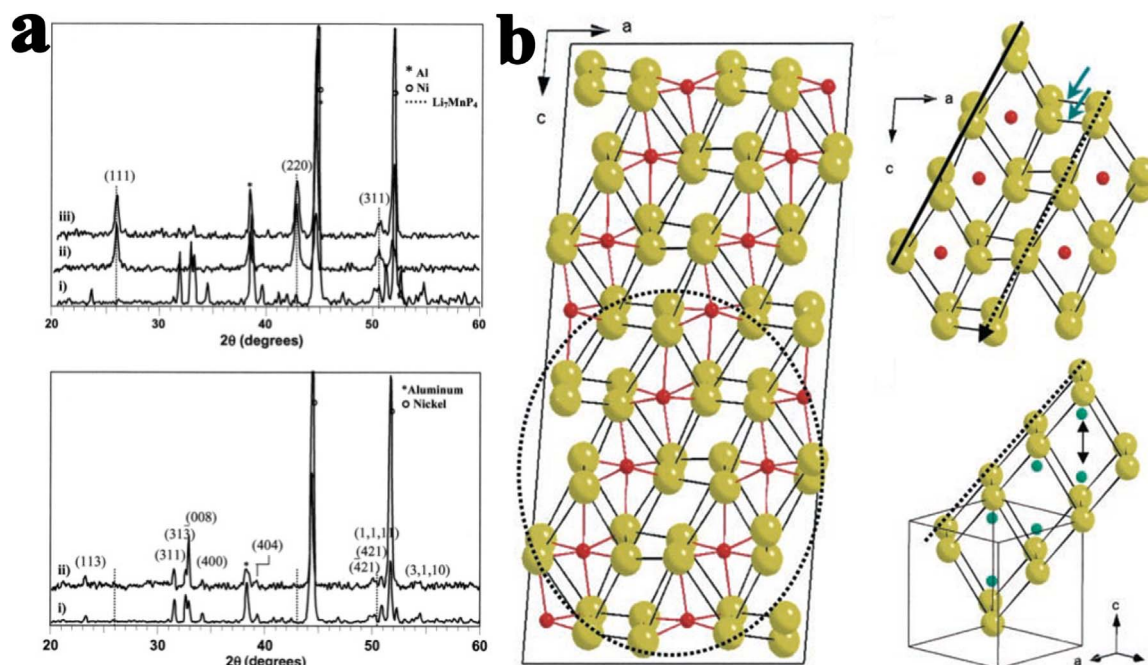 a
* Al
o Ni
Li₇MnP₄
(111)
(220)
(311)
iii)
ii)
i)
20
30
40
50
60
2θ (degrees)
*Aluminum
o Nickel
(008)
(313)
(311)
(113)
(400)
(404)
(1,1,11)
(421)
(421)
(3,1,10)
ii)
i)
20
30
40
50
60
2θ (degrees)
b
a
c
a
c
c
a